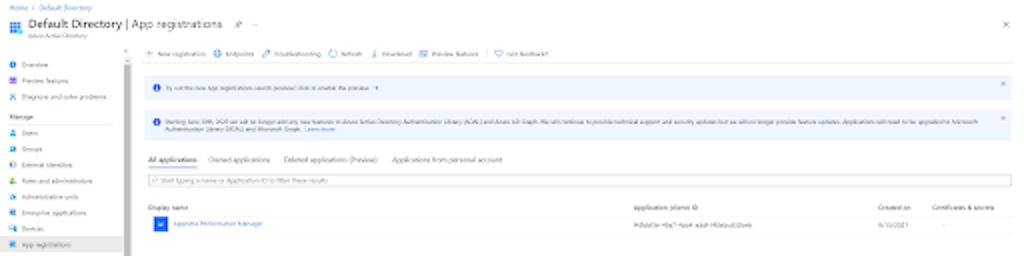 Home / Default Directory
Default Directory | App registrations
Azure Active Directory
Overview
Preview features
Diagnose and solve problems
Manage
Users
Groups
External Identities
Roles and administrators
Administrative units
Enterprise applications
Devices
App registrations
New registration Endpoints Troubleshooting Refresh Download Preview features Got feedback?
Try out the new App registrations search preview! Click to enable the preview. →
Starting June 30th, 2020 we will no longer add any new features to Azure Active Directory Authentication Library (ADAL) and Azure AD Graph. We will continue to provide technical support and security updates but we will no longer provide feature updates. Applications will need to be upgraded to Microsoft
Authentication Library (MSAL) and Microsoft Graph. Learn more
All applications Owned applications Deleted applications (Preview) Applications from personal account
Start typing a name or Application ID to filter these results
Display name Application (client) ID Created on Certificates & secrets
Performance Manager